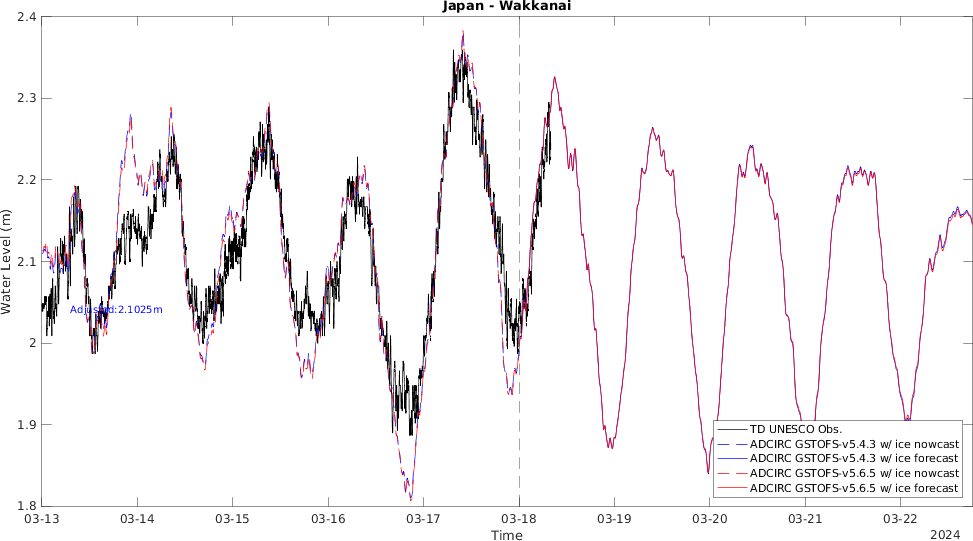 Japan - Wakkanai
Water Level (m)
2.4
2.3
2.2
2.1
2
1.9
1.8
Adjusted:2.1025m
TD UNESCO Obs.
ADCIRC GSTOFS-v5.4.3 w/ ice nowcast
ADCIRC GSTOFS-v5.4.3 w/ ice forecast
ADCIRC GSTOFS-v5.6.5 w/ ice nowcast
ADCIRC GSTOFS-v5.6.5 w/ ice forecast
03-13 03-14 03-15 03-16 03-17 03-18 03-19 03-20 03-21 03-22
Time
2024